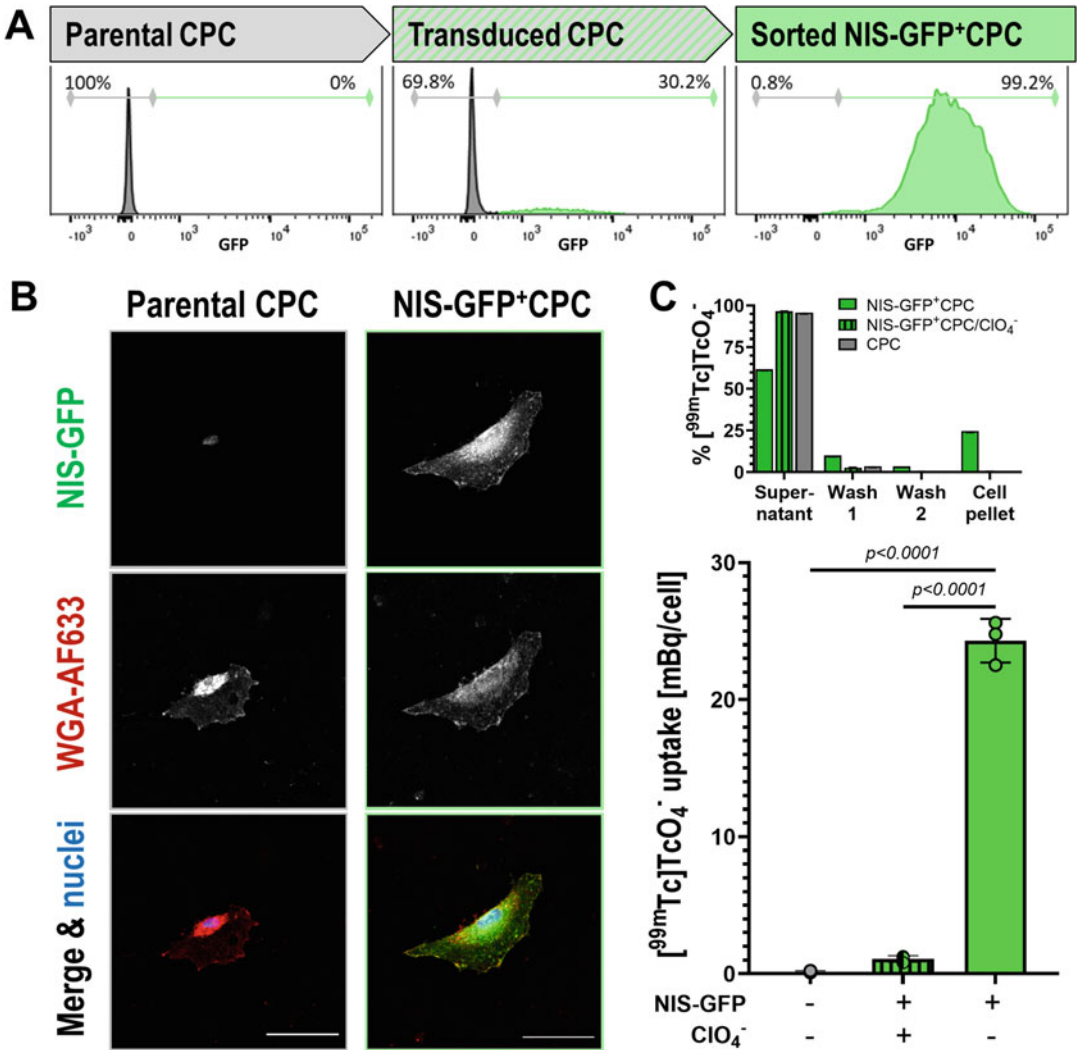 A
Parental CPC
Transduced CPC
Sorted NIS-GFP⁺CPC
100% 0%
69.8% 30.2%
0.8% 99.2%
-10³ 0 10³ 10⁴ 10⁵
GFP
-10³ 0 10³ 10⁴ 10⁵
GFP
-10³ 0 10³ 10⁴ 10⁵
GFP
B
Parental CPC
NIS-GFP⁺CPC
NIS-GFP
WGA-AF633
Merge & nuclei
C
% [⁹⁹ᵐTc]TcO₄⁻
100
75
50
25
0
NIS-GFP⁺CPC
NIS-GFP⁺CPC/ClO₄⁻
CPC
Super-
natant
Wash
1
Wash
2
Cell
pellet
[⁹⁹ᵐTc]TcO₄⁻ uptake [mBq/cell]
30
20
10
0
p<0.0001
p<0.0001
NIS-GFP - + +
ClO₄⁻ - + -